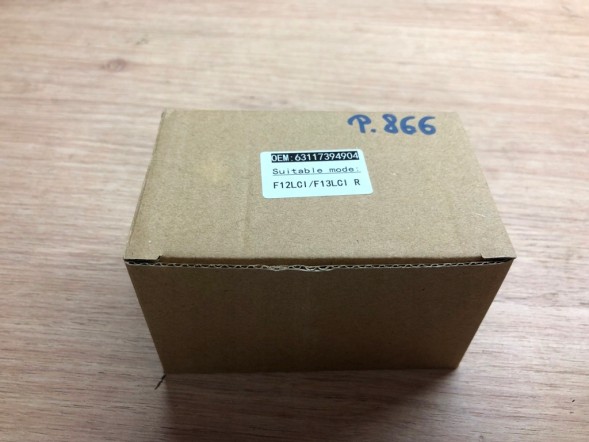 P.866
OEM:63117394904
Suitable mode:
F12LCI/F13LCI R